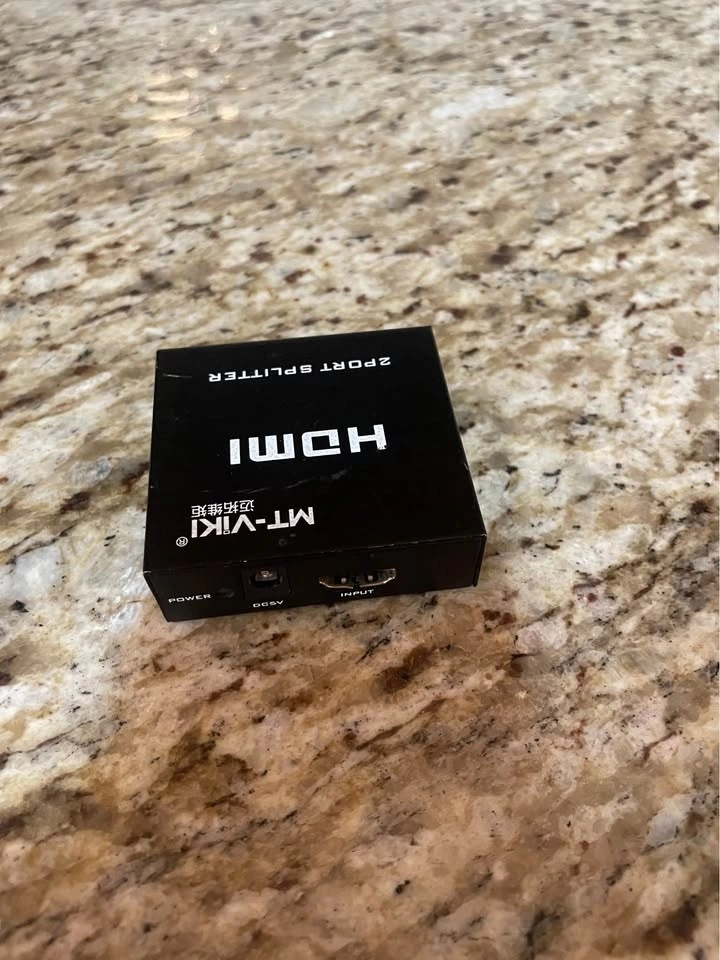 2PORT SPLITTER
HDMI
MT-VIKI®
迈拓维矩
POWER
DC5V
INPUT